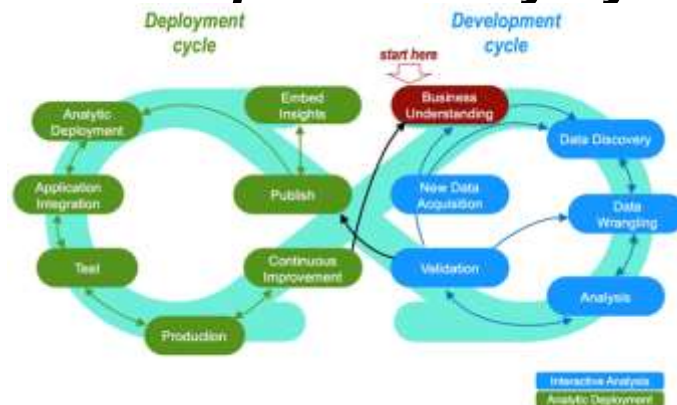 Deployment
cycle
Development
cycle
start here
Embed
Insights
Business
Understanding
Analytic
Deployment
Data Discovery
Application
Integration
Publish
New Data
Acquisition
Data
Wrangling
Test
Continuous
Improvement
Validation
Analysis
Production
Interactive Analysis
Analytic Deployment